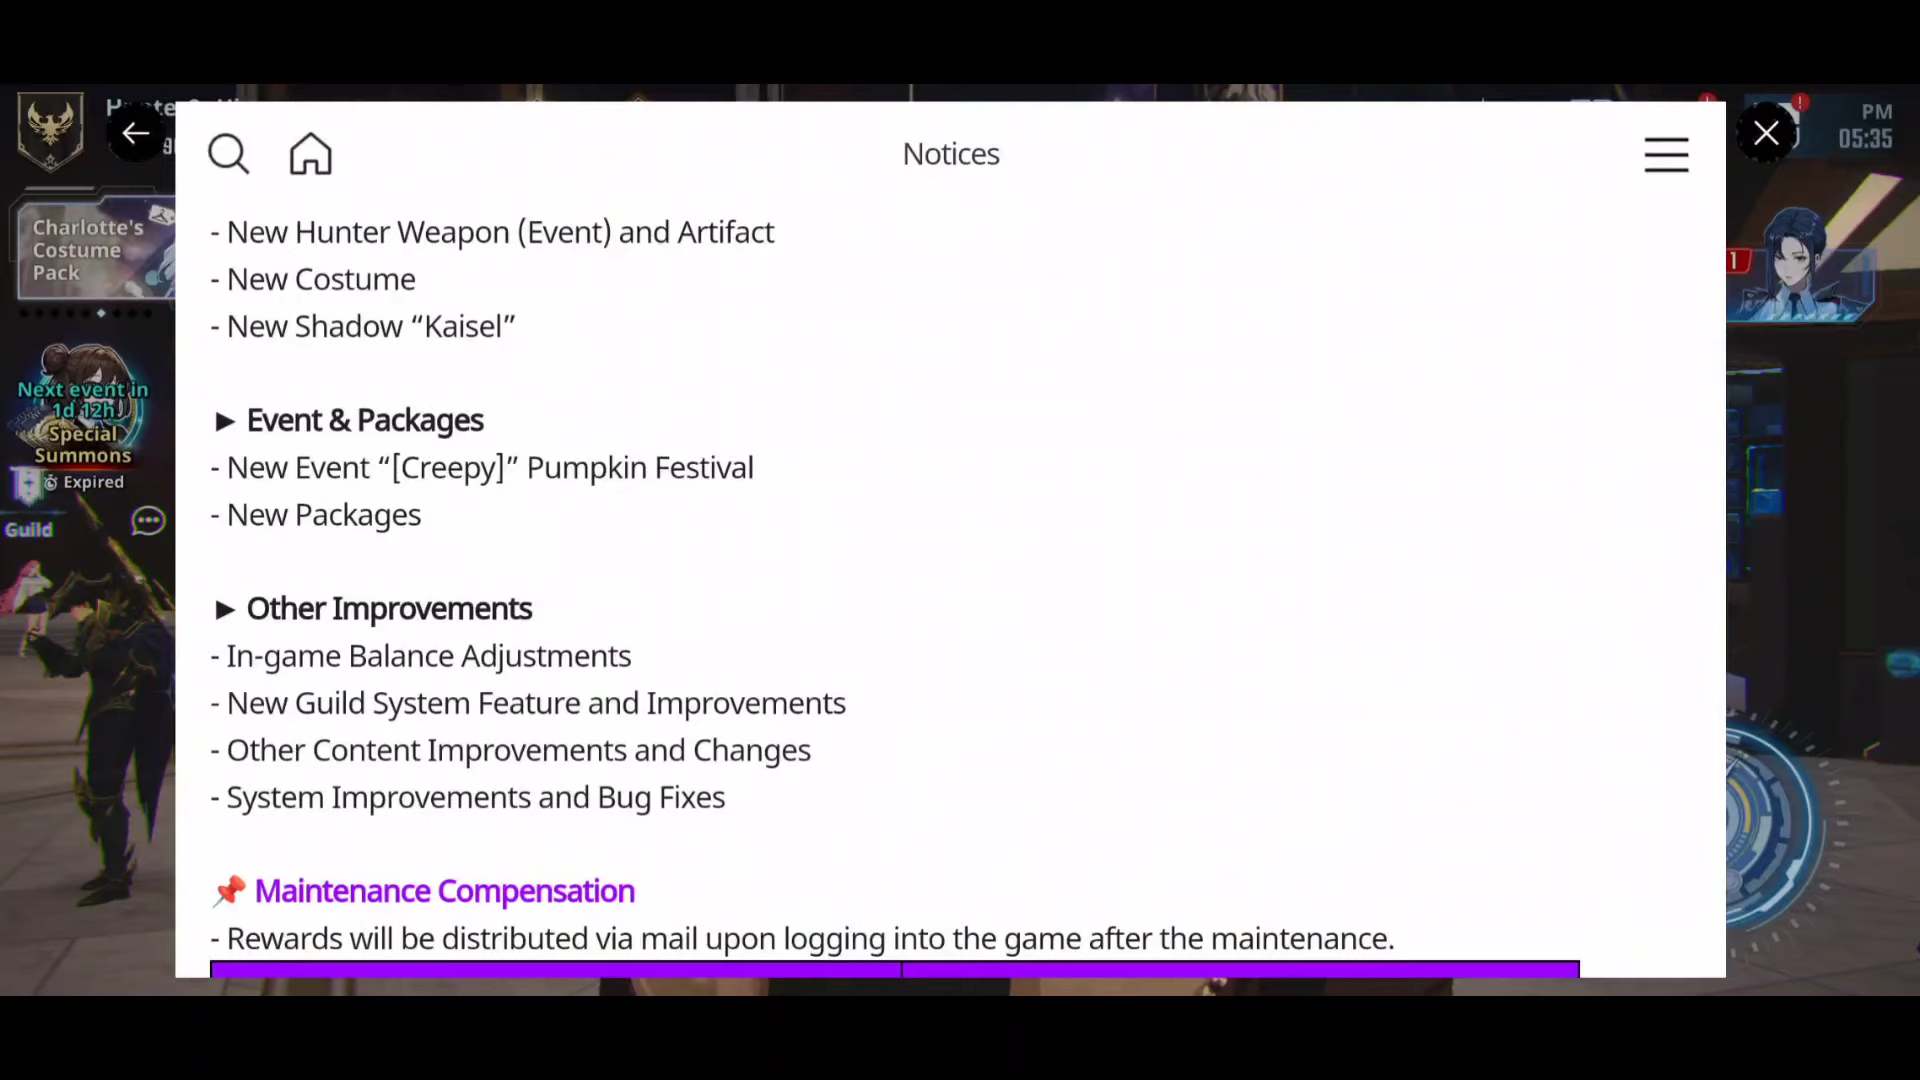 PM
05:35
Notices
Charlotte's
Costume
Pack
Next event in
1d 12h
Special
Summons
Expired
Guild
1
- New Hunter Weapon (Event) and Artifact
- New Costume
- New Shadow “Kaisel”
► Event & Packages
- New Event “[Creepy]” Pumpkin Festival
- New Packages
► Other Improvements
- In-game Balance Adjustments
- New Guild System Feature and Improvements
- Other Content Improvements and Changes
- System Improvements and Bug Fixes
📌 Maintenance Compensation
- Rewards will be distributed via mail upon logging into the game after the maintenance.